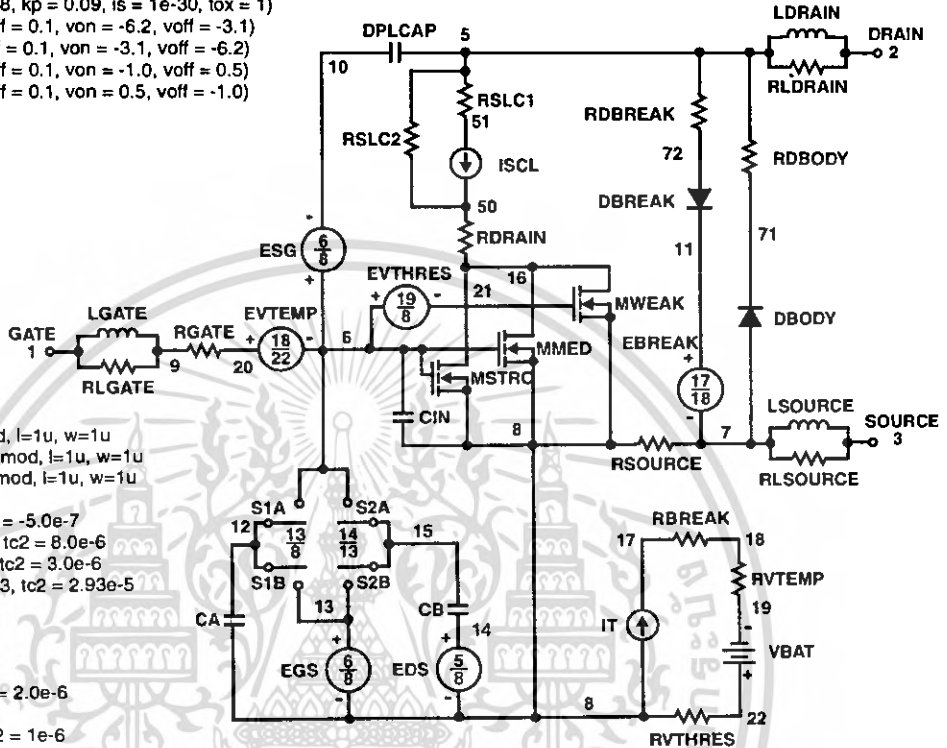 8, kp = 0.09, is = 1e-30, tox = 1)
f = 0.1, von = -6.2, voff = -3.1)
f = 0.1, von = -3.1, voff = -6.2)
ff = 0.1, von = -1.0, voff = 0.5)
ff = 0.1, von = 0.5, voff = -1.0)
DPLCAP
5
10
LDRAIN
DRAIN
2
RLDRAIN
RSLC1
51
RSLC2
ISCL
50
RDRAIN
RDBREAK
72
RDBODY
DBREAK
71
11
ESG
6
8
-
+
EVTHRES
+ 19 -
8
21
16
MWEAK
DBODY
EBREAK
+
17
18
-
LGATE
GATE
1
RLGATE
9
RGATE
20
EVTEMP
+ 18 -
22
6
MMED
MSTRO
CIN
8
RSOURCE
7
LSOURCE
SOURCE
3
RLSOURCE
d, l=1u, w=1u
mod, l=1u, w=1u
mod, l=1u, w=1u
= -5.0e-7
tc2 = 8.0e-6
tc2 = 3.0e-6
3, tc2 = 2.93e-5
= 2.0e-6
2 = 1e-6
S1A
S2A
12
13
8
14
13
15
S1B
S2B
13
CA
CB
14
+
EGS
6
8
-
+
EDS
5
8
-
8
RBREAK
17
18
RVTEMP
19
-
IT
VBAT
+
22
RVTHRES